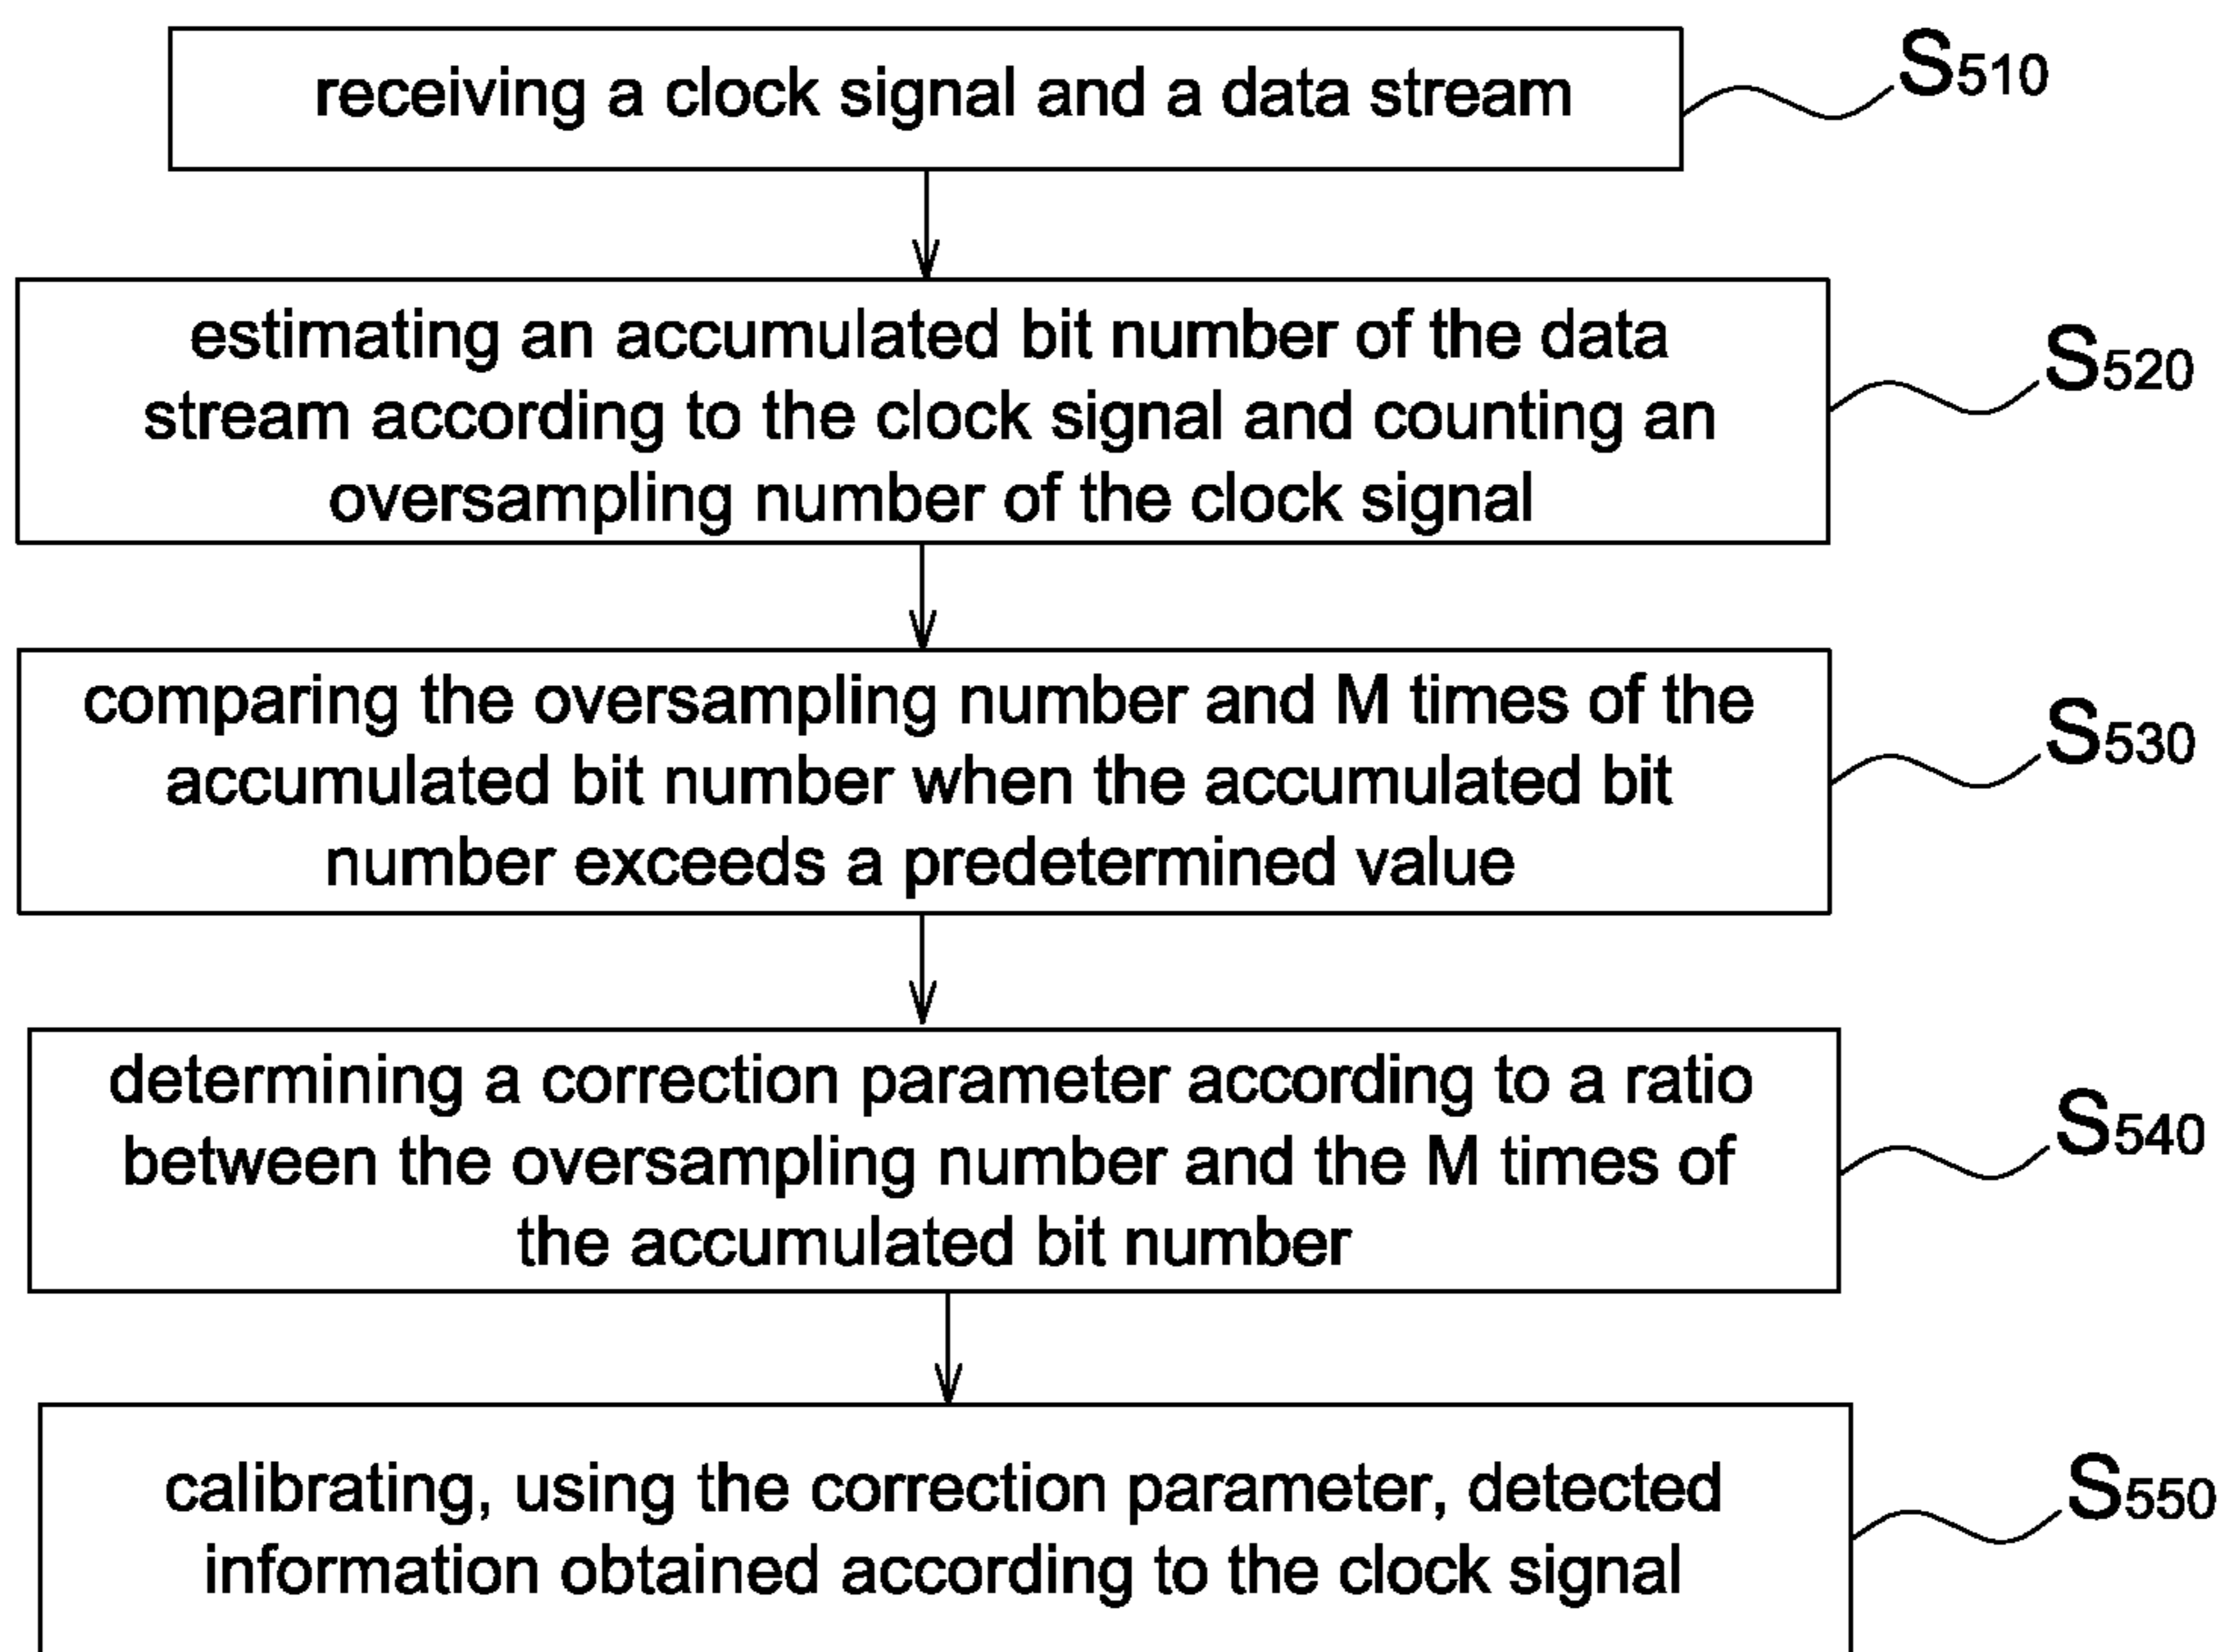 receiving a clock signal and a data stream
S510
estimating an accumulated bit number of the data
stream according to the clock signal and counting an
oversampling number of the clock signal
S520
comparing the oversampling number and M times of the
accumulated bit number when the accumulated bit
number exceeds a predetermined value
S530
determining a correction parameter according to a ratio
between the oversampling number and the M times of
the accumulated bit number
S540
calibrating, using the correction parameter, detected
information obtained according to the clock signal
S550